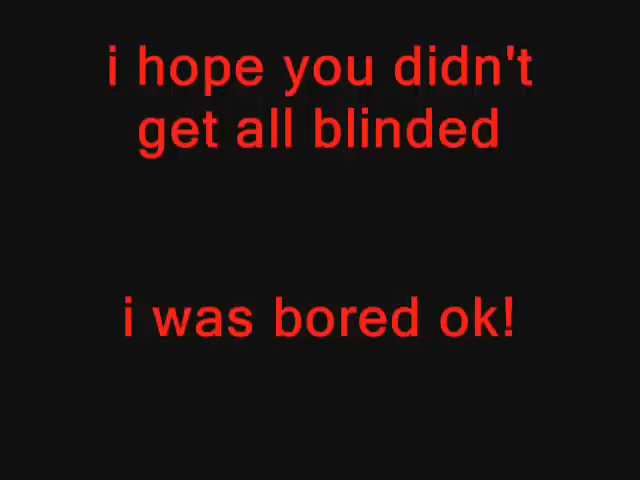 i hope you didn't
get all blinded
i was bored ok!